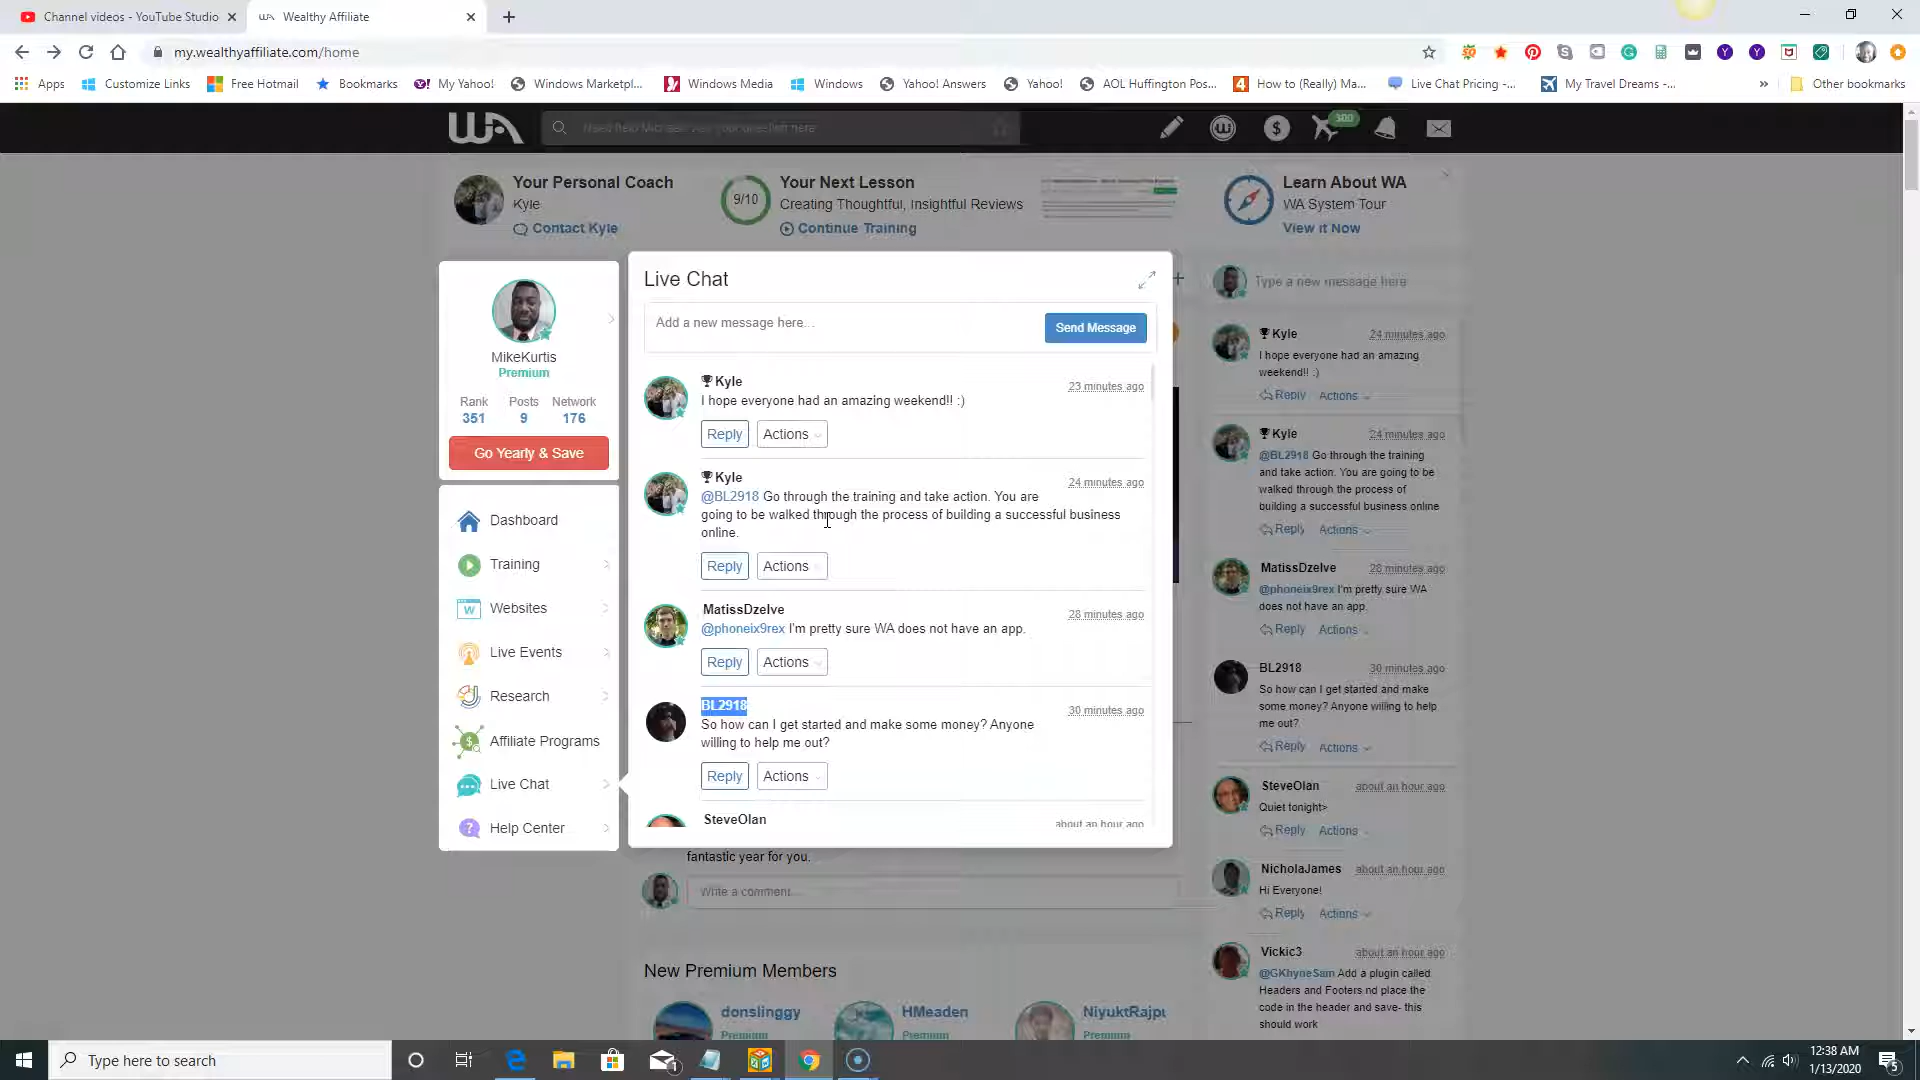 Channel videos - YouTube Studio
Wealthy Affiliate
my.wealthyaffiliate.com/home
Apps
Customize Links
Free Hotmail
Bookmarks
My Yahoo!
Windows Marketpl...
Windows Media
Windows
Yahoo! Answers
Yahoo!
AOL Huffington Pos...
How to (Really) Ma...
Live Chat Pricing -...
My Travel Dreams -...
Other bookmarks
WA
300
Your Personal Coach
Kyle
Contact Kyle
9/10
Your Next Lesson
Creating Thoughtful, Insightful Reviews
Continue Training
Learn About WA
WA System Tour
View it Now
MikeKurtis
Premium
Rank Posts Network
351 9 176
Go Yearly & Save
Dashboard
Training
Websites
Live Events
Research
Affiliate Programs
Live Chat
Help Center
Live Chat
Add a new message here...
Send Message
Kyle
23 minutes ago
I hope everyone had an amazing weekend!! :)
Reply Actions
Kyle
24 minutes ago
@BL2918 Go through the training and take action. You are
going to be walked through the process of building a successful business
online.
Reply Actions
MatissDzelve
28 minutes ago
@phoneix9rex I'm pretty sure WA does not have an app.
Reply Actions
BL2918
30 minutes ago
So how can I get started and make some money? Anyone
willing to help me out?
Reply Actions
SteveOlan
about an hour ago
fantastic year for you.
Write a comment...
New Premium Members
donslinggy
Premium
HMeaden
Premium
NiyuktRajpu
Premium
Type a new message here
Kyle
24 minutes ago
I hope everyone had an amazing
weekend!! :)
Reply Actions
Kyle
24 minutes ago
@BL2918 Go through the training
and take action. You are going to be
walked through the process of
building a successful business online
Reply Actions
MatissDzelve
28 minutes ago
@phoneix9rex I'm pretty sure WA
does not have an app.
Reply Actions
BL2918
30 minutes ago
So how can I get started and make
some money? Anyone willing to help
me out?
Reply Actions
SteveOlan
about an hour ago
Quiet tonight>
Reply Actions
NicholaJames
about an hour ago
Hi Everyone!
Reply Actions
Vickic3
about an hour ago
@GKhyneSam Add a plugin called
Headers and Footers nd place the
code in the header and save- this
should work
Type here to search
12:38 AM
1/13/2020